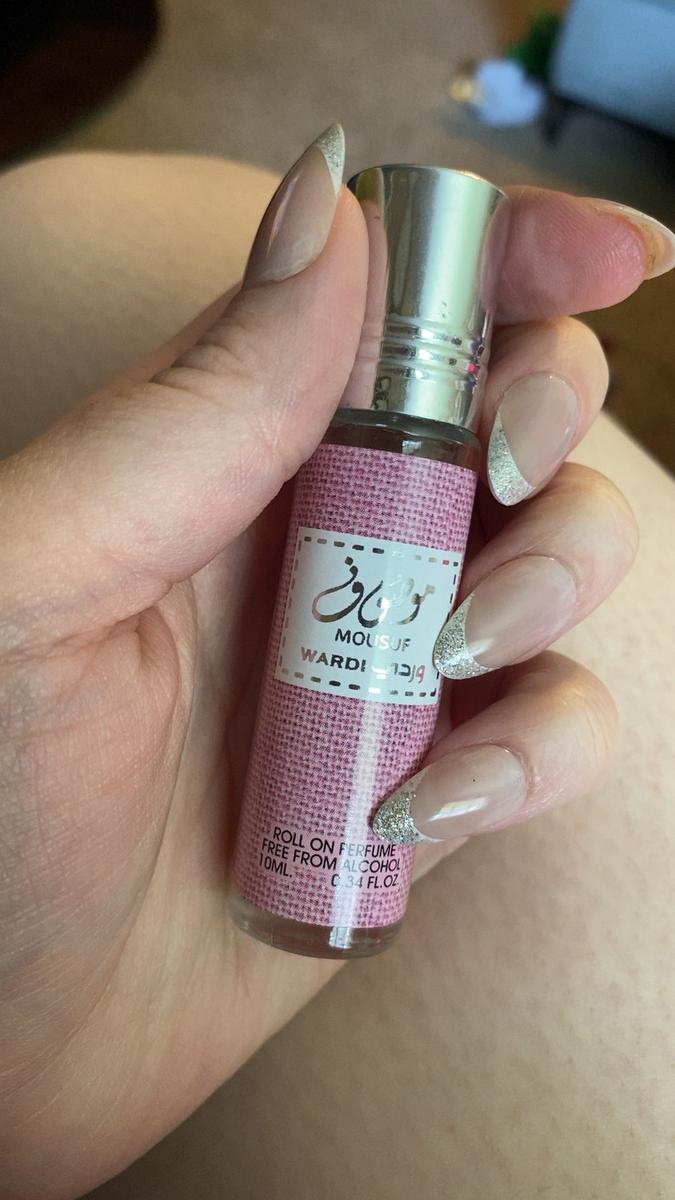 موصوف
MOUSUF
WARDI وردي
ROLL ON PERFUME
FREE FROM ALCOHOL
10ML. 0.34 FL.OZ.